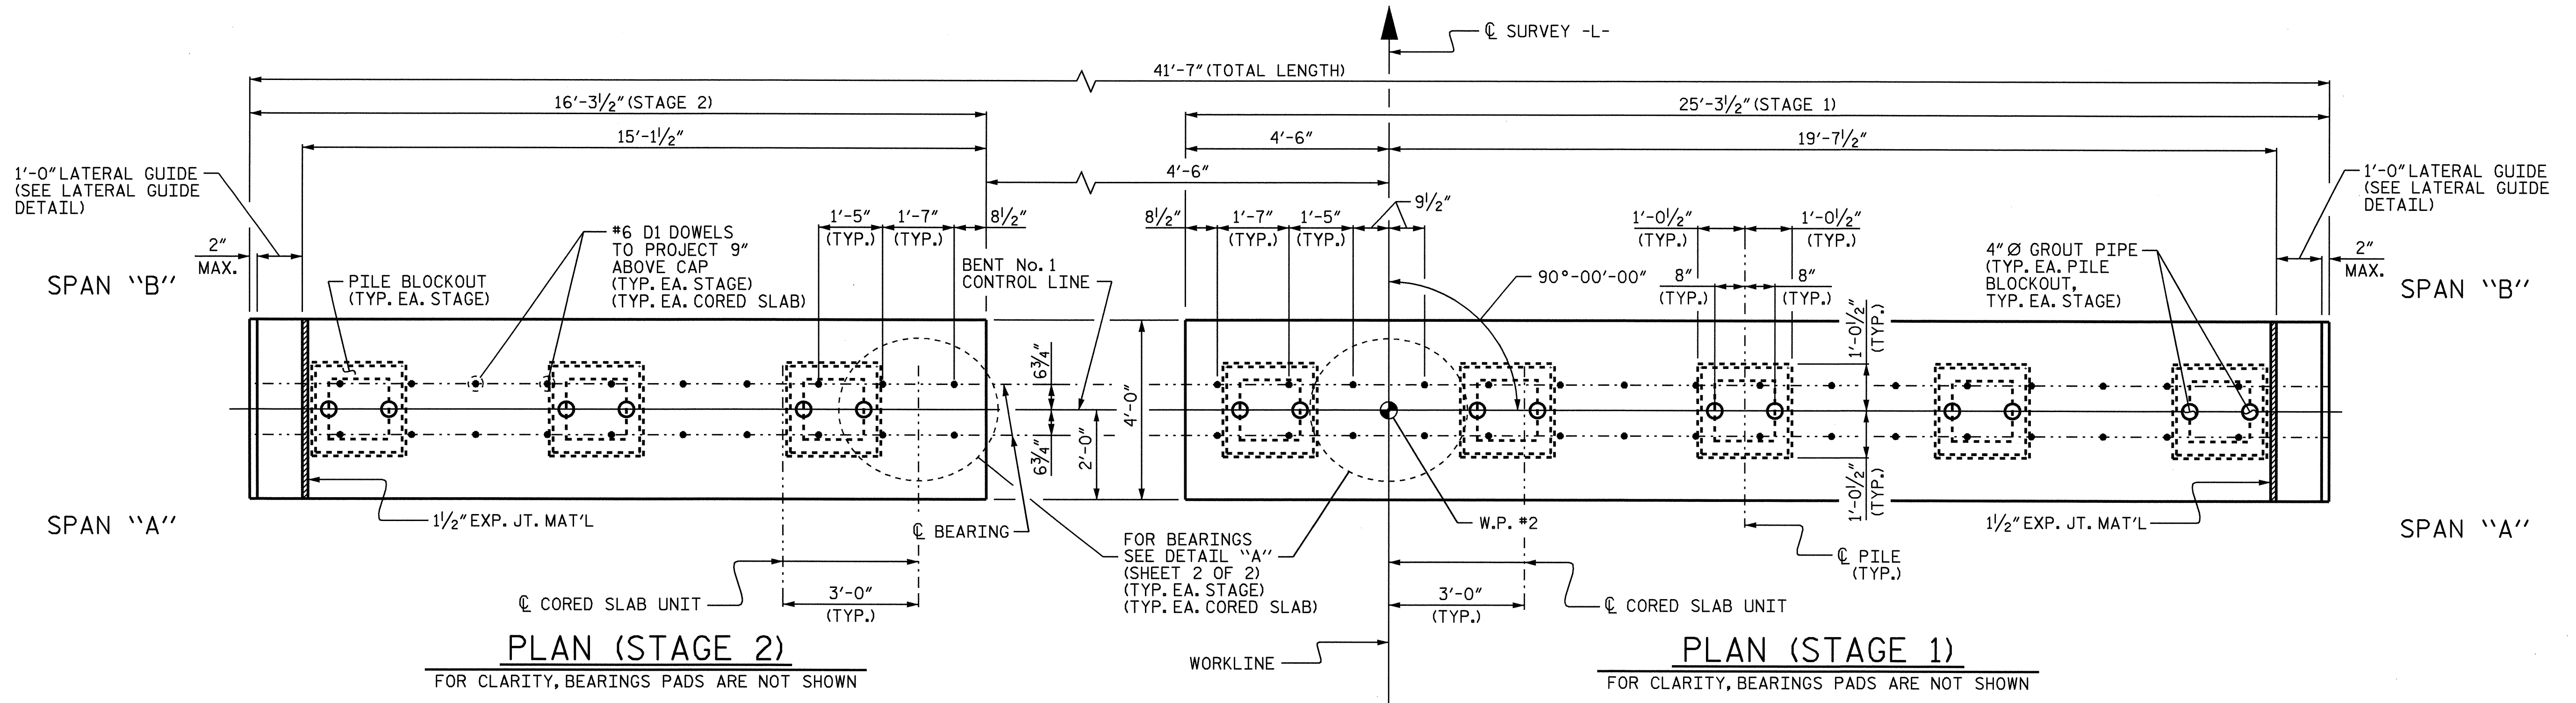 ℄ SURVEY -L-
41'-7" (TOTAL LENGTH)
16'-3½" (STAGE 2)
25'-3½" (STAGE 1)
15'-1½"
4'-6"
19'-7½"
4'-6"
1'-0" LATERAL GUIDE
(SEE LATERAL GUIDE
DETAIL)
1'-0" LATERAL GUIDE
(SEE LATERAL GUIDE
DETAIL)
2"
MAX.
#6 D1 DOWELS
TO PROJECT 9"
ABOVE CAP
(TYP. EA. STAGE)
(TYP. EA. CORED SLAB)
1'-5"
(TYP.)
1'-7"
(TYP.)
8½"
8½"
1'-7"
(TYP.)
1'-5"
(TYP.)
9½"
1'-0½"
(TYP.)
1'-0½"
(TYP.)
8"
(TYP.)
8"
(TYP.)
4" Ø GROUT PIPE
(TYP. EA. PILE
BLOCKOUT,
TYP. EA. STAGE)
2"
MAX.
SPAN "B"
PILE BLOCKOUT
(TYP. EA. STAGE)
BENT No. 1
CONTROL LINE
90°-00'-00"
SPAN "B"
6¾"
6¾"
2'-0"
4'-0"
1'-0½"
(TYP.)
1'-0½"
(TYP.)
SPAN "A"
1½" EXP. JT. MAT'L
℄ BEARING
W.P. #2
1½" EXP. JT. MAT'L
SPAN "A"
FOR BEARINGS
SEE DETAIL "A"
(SHEET 2 OF 2)
(TYP. EA. STAGE)
(TYP. EA. CORED SLAB)
℄ PILE
(TYP.)
℄ CORED SLAB UNIT
3'-0"
(TYP.)
3'-0"
(TYP.)
℄ CORED SLAB UNIT
WORKLINE
PLAN (STAGE 2)
FOR CLARITY, BEARINGS PADS ARE NOT SHOWN
PLAN (STAGE 1)
FOR CLARITY, BEARINGS PADS ARE NOT SHOWN